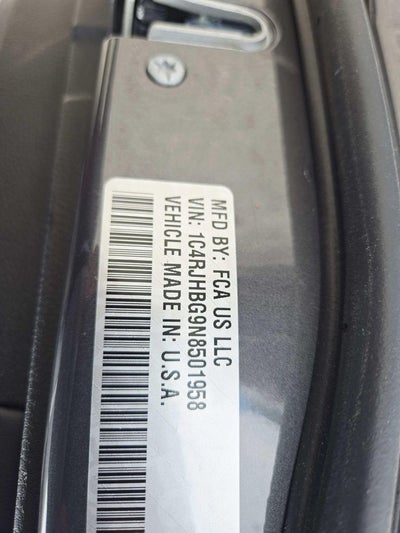 MFD BY: FCA US LLC
VIN: 1C4RJHBG9N8501958
VEHICLE MADE IN: U.S.A.